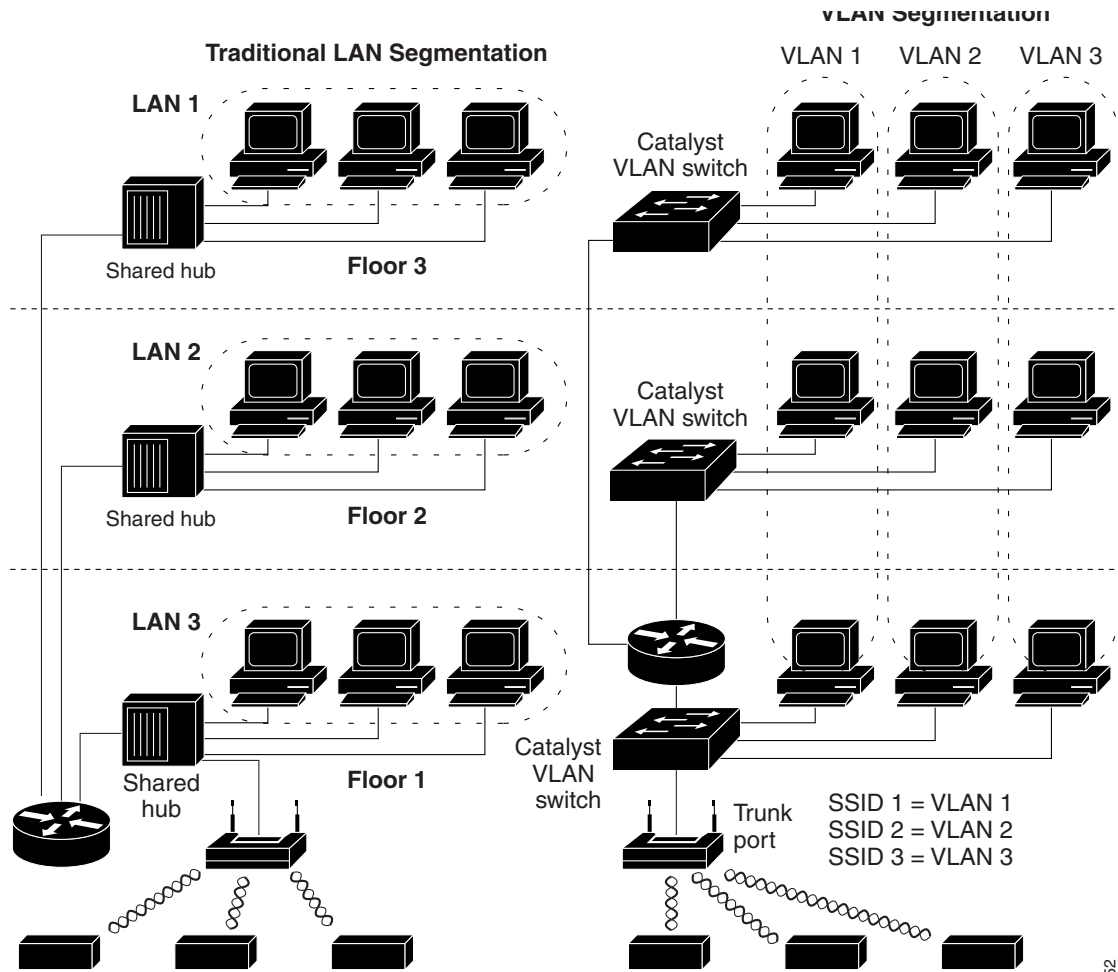 VLAN Segmentation
Traditional LAN Segmentation
VLAN 1
VLAN 2
VLAN 3
LAN 1
Catalyst
VLAN switch
Shared hub
Floor 3
LAN 2
Catalyst
VLAN switch
Shared hub
Floor 2
LAN 3
Shared
hub
Floor 1
Catalyst
VLAN
switch
Trunk
port
SSID 1 = VLAN 1
SSID 2 = VLAN 2
SSID 3 = VLAN 3